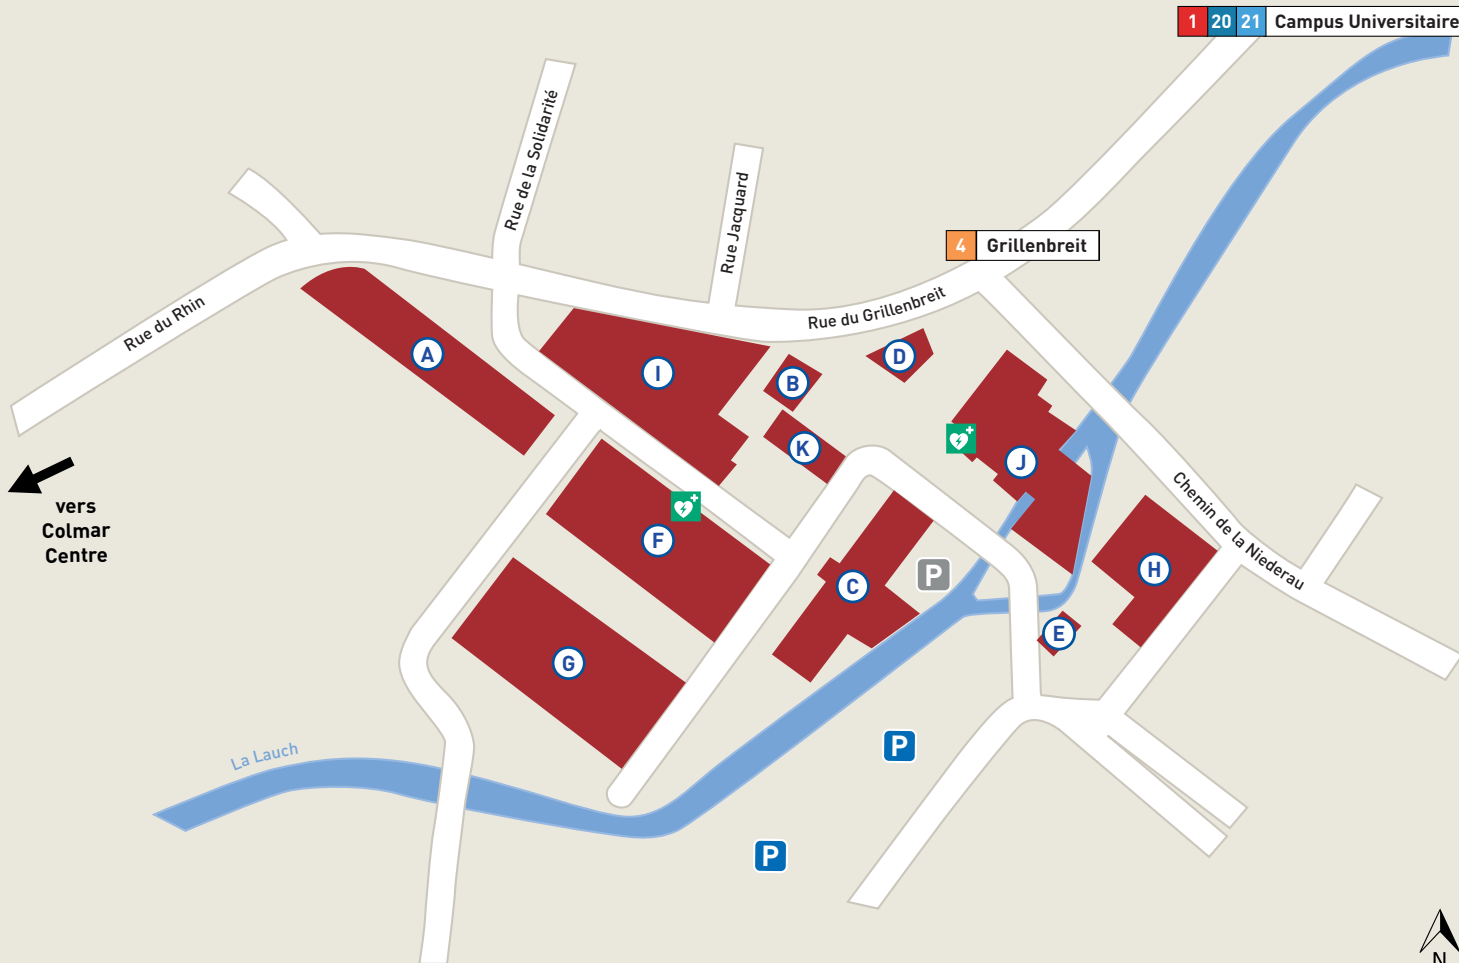 1 20 21 Campus Universitaire
Rue de la Solidarité
Rue Jacquard
4 Grillenbreit
Rue du Rhin
Rue du Grillenbreit
A
I
B
D
K
J
vers
Colmar
Centre
F
Chemin de la Niederau
C
P
H
E
G
La Lauch
P
P
N